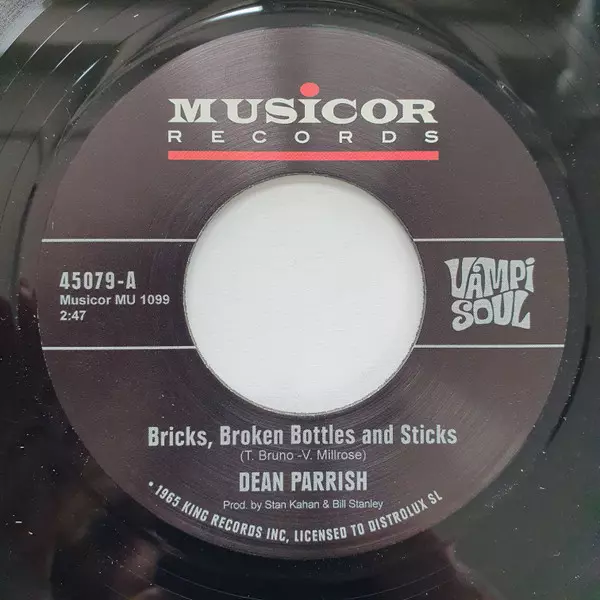 MUSICOR
RECORDS
45079-A
Musicor MU 1099
2:47
VAMPI
SOUL
Bricks, Broken Bottles and Sticks
(T. Bruno -V. Millrose)
DEAN PARRISH
Prod. by Stan Kahan & Bill Stanley
• 1965 KING RECORDS INC, LICENSED TO DISTROLUX SL